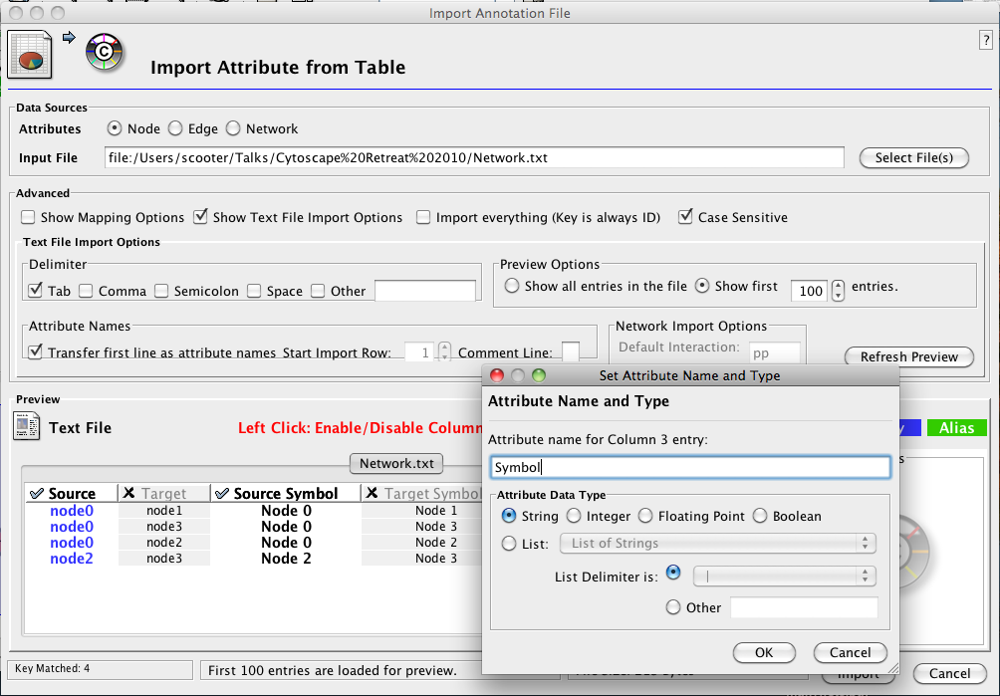 Import Annotation File
Import Attribute from Table
?
Data Sources
Attributes Node Edge Network
Input File file:/Users/scooter/Talks/Cytoscape%20Retreat%202010/Network.txt Select File(s)
Advanced
Show Mapping Options Show Text File Import Options Import everything (Key is always ID) Case Sensitive
Text File Import Options
Delimiter
Tab Comma Semicolon Space Other
Preview Options
Show all entries in the file Show first 100 entries.
Attribute Names
Transfer first line as attribute names Start Import Row: 1 Comment Line:
Network Import Options
Default Interaction: pp
Refresh Preview
Preview
Text File
Left Click: Enable/Disable Column
y Alias
Network.txt
Source Target Source Symbol Target Symbol
node0 node1 Node 0 Node 1
node0 node3 Node 0 Node 3
node0 node2 Node 0 Node 2
node2 node3 Node 2 Node 3
Set Attribute Name and Type
Attribute Name and Type
Attribute name for Column 3 entry:
Symbol
Attribute Data Type
String Integer Floating Point Boolean
List: List of Strings
List Delimiter is: |
Other
OK Cancel
Key Matched: 4
First 100 entries are loaded for preview.
Import Cancel